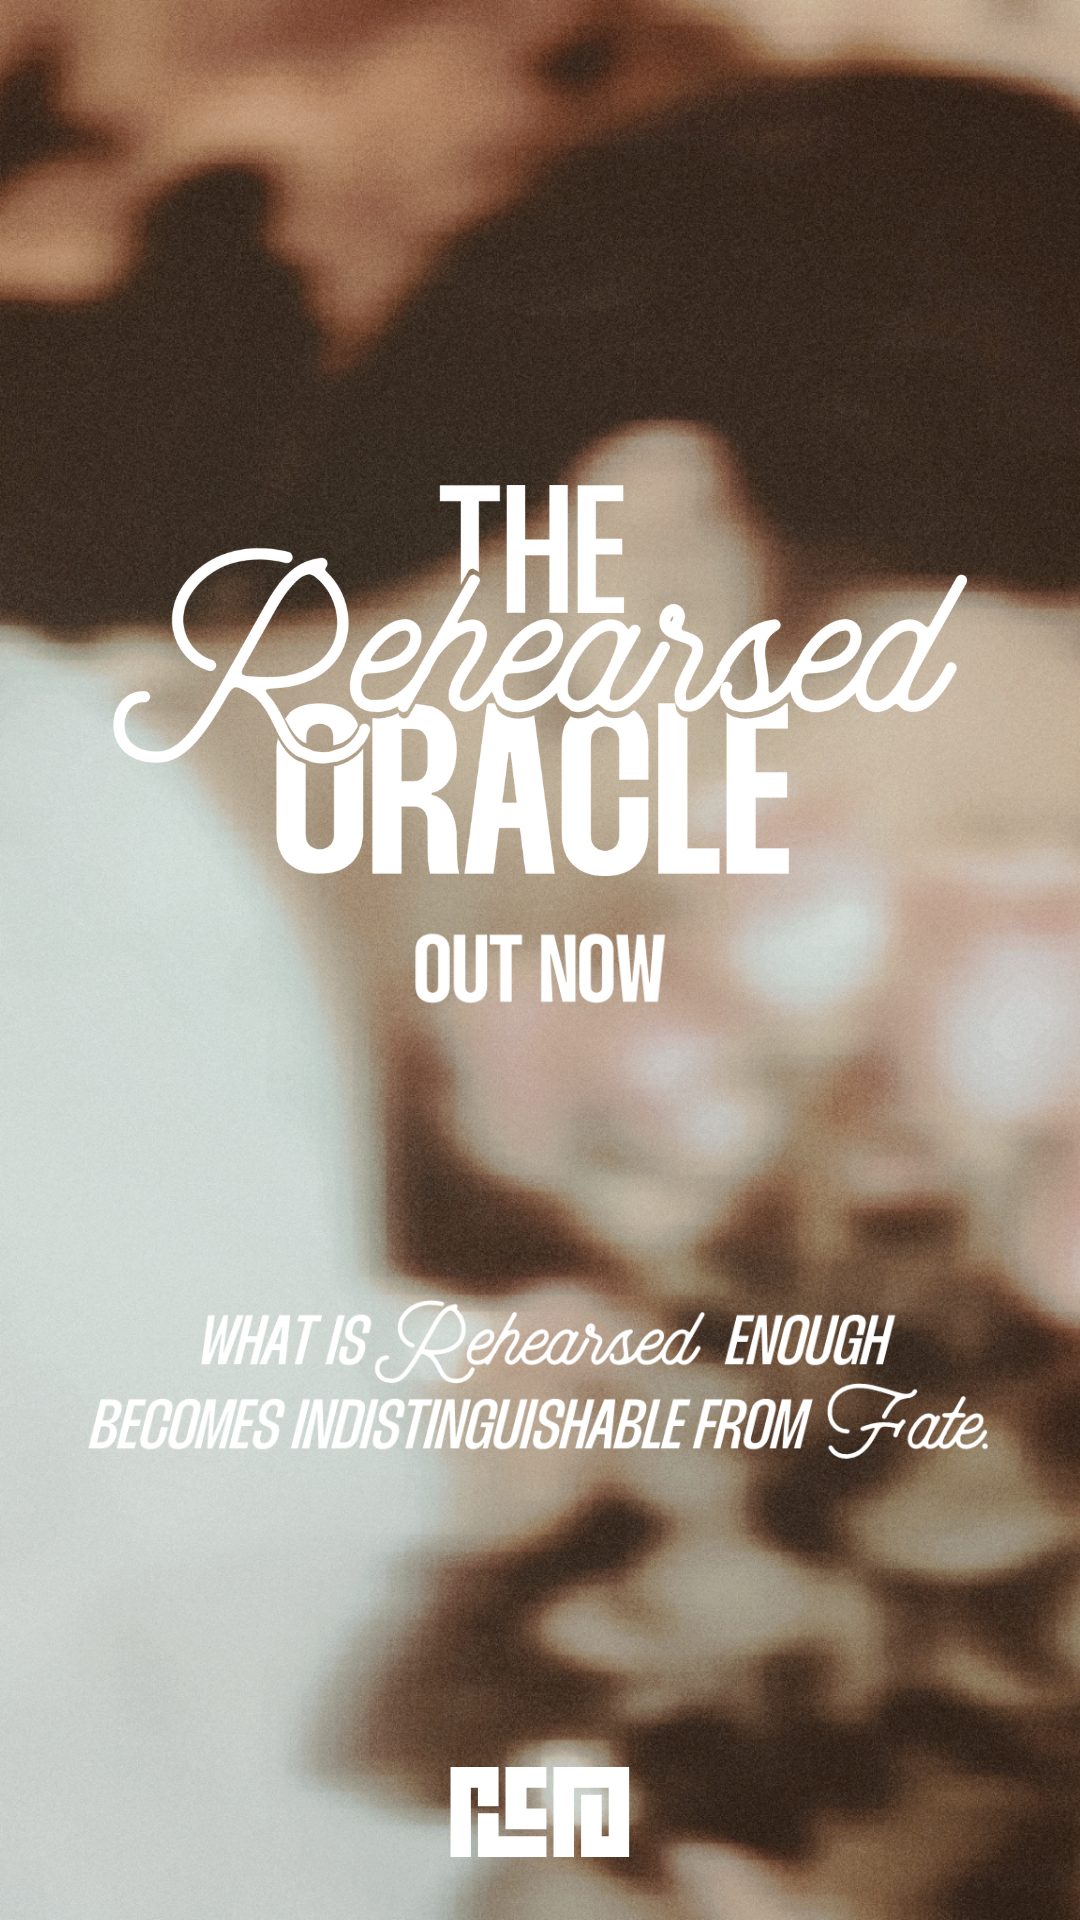 THE
Rehearsed
ORACLE
OUT NOW
WHAT IS Rehearsed ENOUGH
BECOMES INDISTINGUISHABLE FROM Fate.